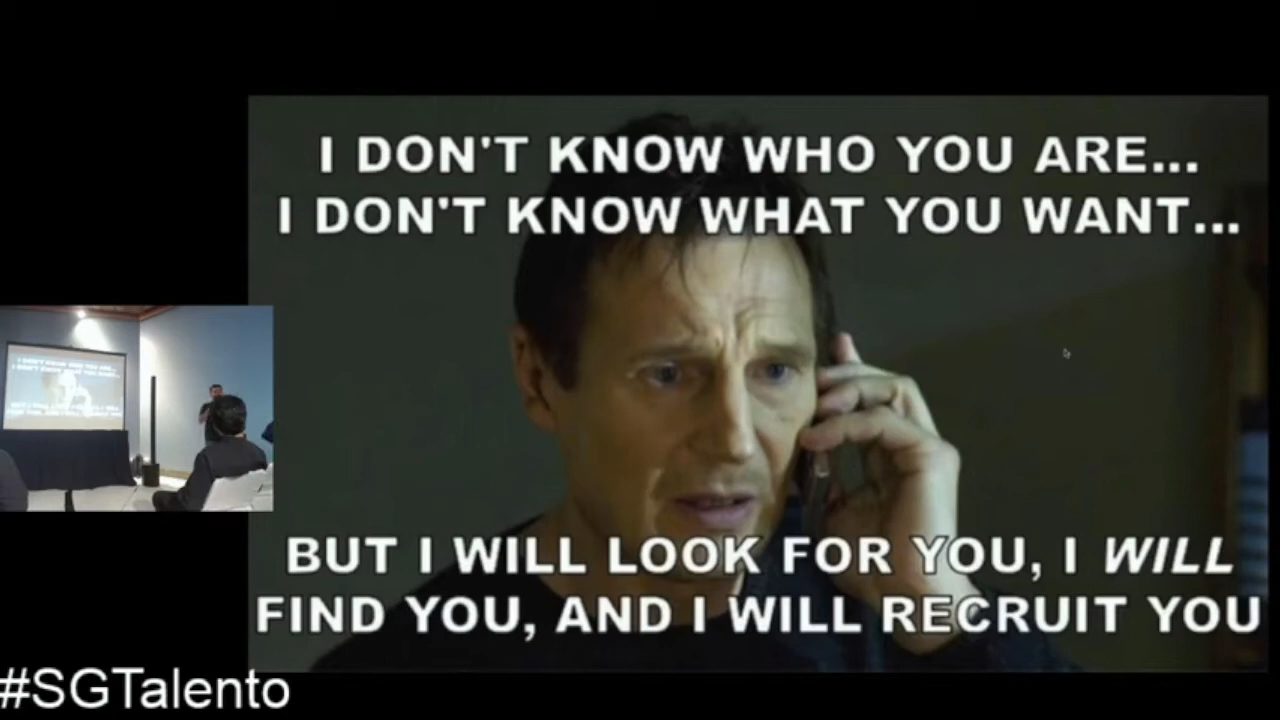 I DON'T KNOW WHO YOU ARE...
I DON'T KNOW WHAT YOU WANT...
BUT I WILL LOOK FOR YOU, I WILL
FIND YOU, AND I WILL RECRUIT YOU
#SGTalento